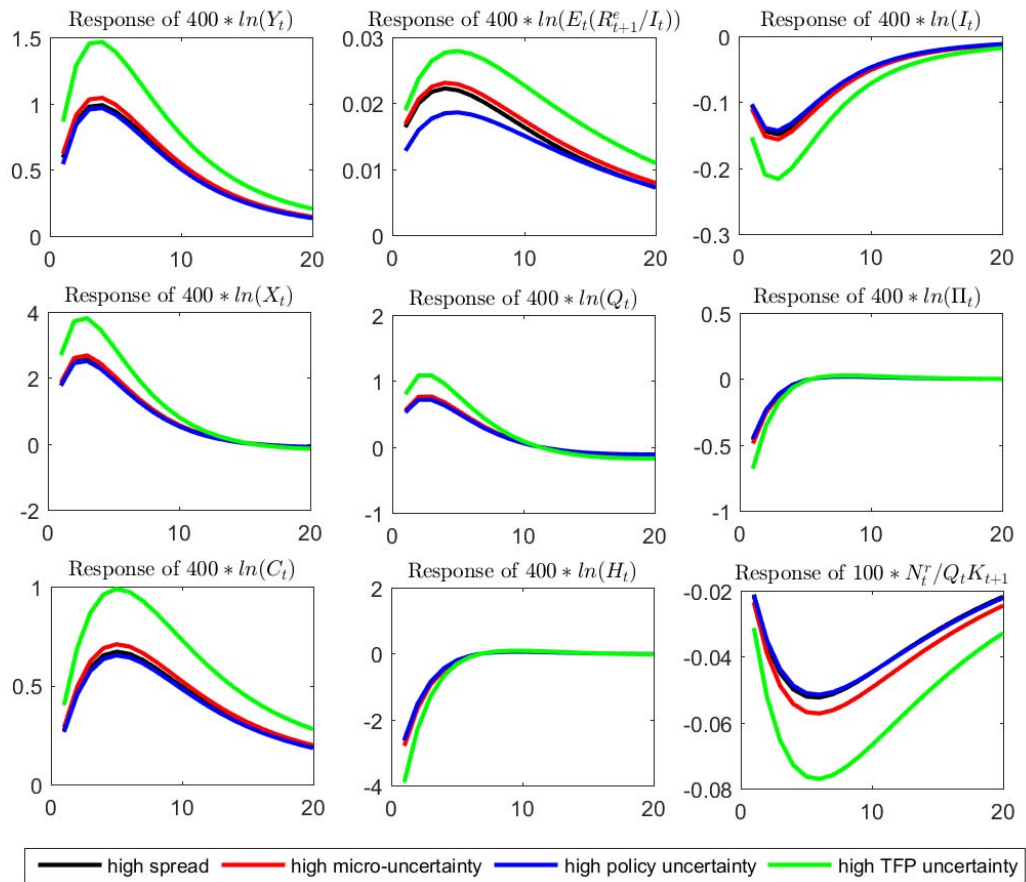 Response of 400 ∗ ln(Y_t)
1.5
1
0.5
0
0 10 20
Response of 400 ∗ ln(E_t(R^e_{t+1}/I_t))
0.03
0.02
0.01
0
0 10 20
Response of 400 ∗ ln(I_t)
0
-0.1
-0.2
-0.3
0 10 20
Response of 400 ∗ ln(X_t)
4
2
0
-2
0 10 20
Response of 400 ∗ ln(Q_t)
2
1
0
-1
0 10 20
Response of 400 ∗ ln(Π_t)
0.5
0
-0.5
-1
0 10 20
Response of 400 ∗ ln(C_t)
1
0.5
0
0 10 20
Response of 400 ∗ ln(H_t)
2
0
-2
-4
0 10 20
Response of 100 ∗ N^r_t/Q_tK_{t+1}
-0.02
-0.04
-0.06
-0.08
0 10 20
high spread high micro-uncertainty high policy uncertainty high TFP uncertainty